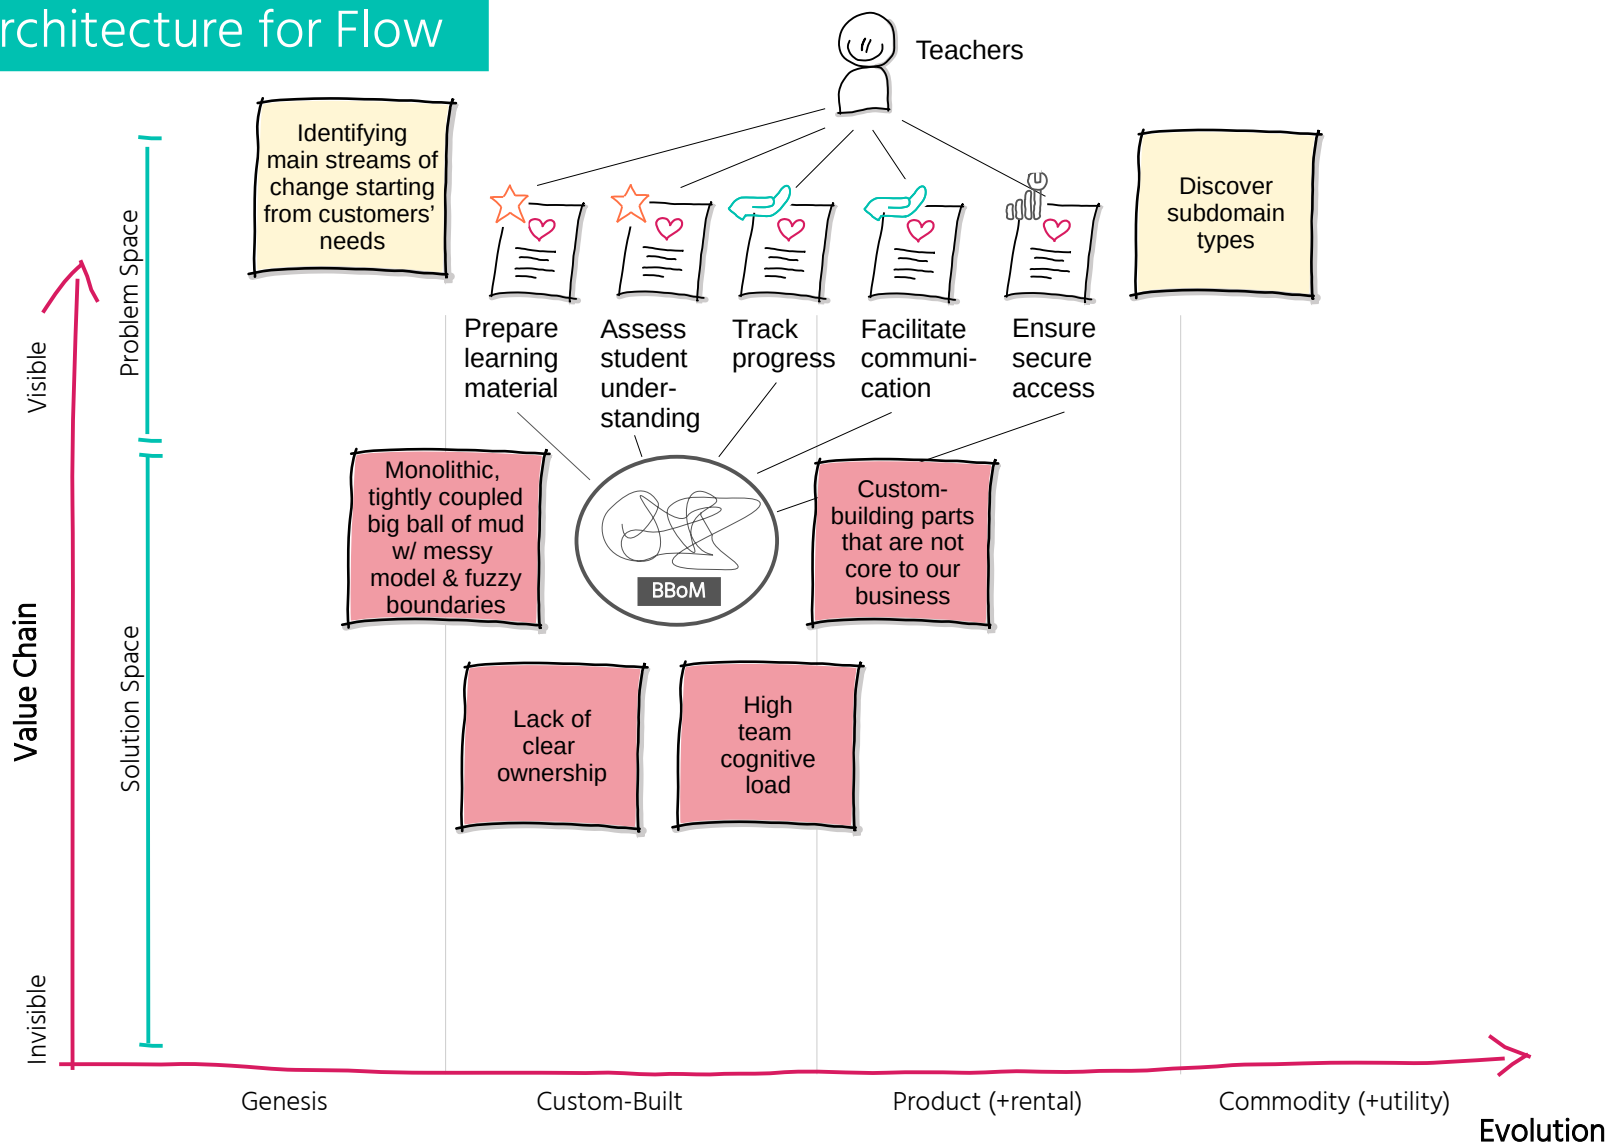 rchitecture for Flow
Teachers
Identifying
main streams of
change starting
from customers'
needs
Discover
subdomain
types
Problem Space
Visible
Prepare
learning
material
Assess
student
under-
standing
Track
progress
Facilitate
communi-
cation
Ensure
secure
access
Monolithic,
tightly coupled
big ball of mud
w/ messy
model & fuzzy
boundaries
BBoM
Custom-
building parts
that are not
core to our
business
Value Chain
Solution Space
Lack of
clear
ownership
High
team
cognitive
load
Invisible
Genesis
Custom-Built
Product (+rental)
Commodity (+utility)
Evolution